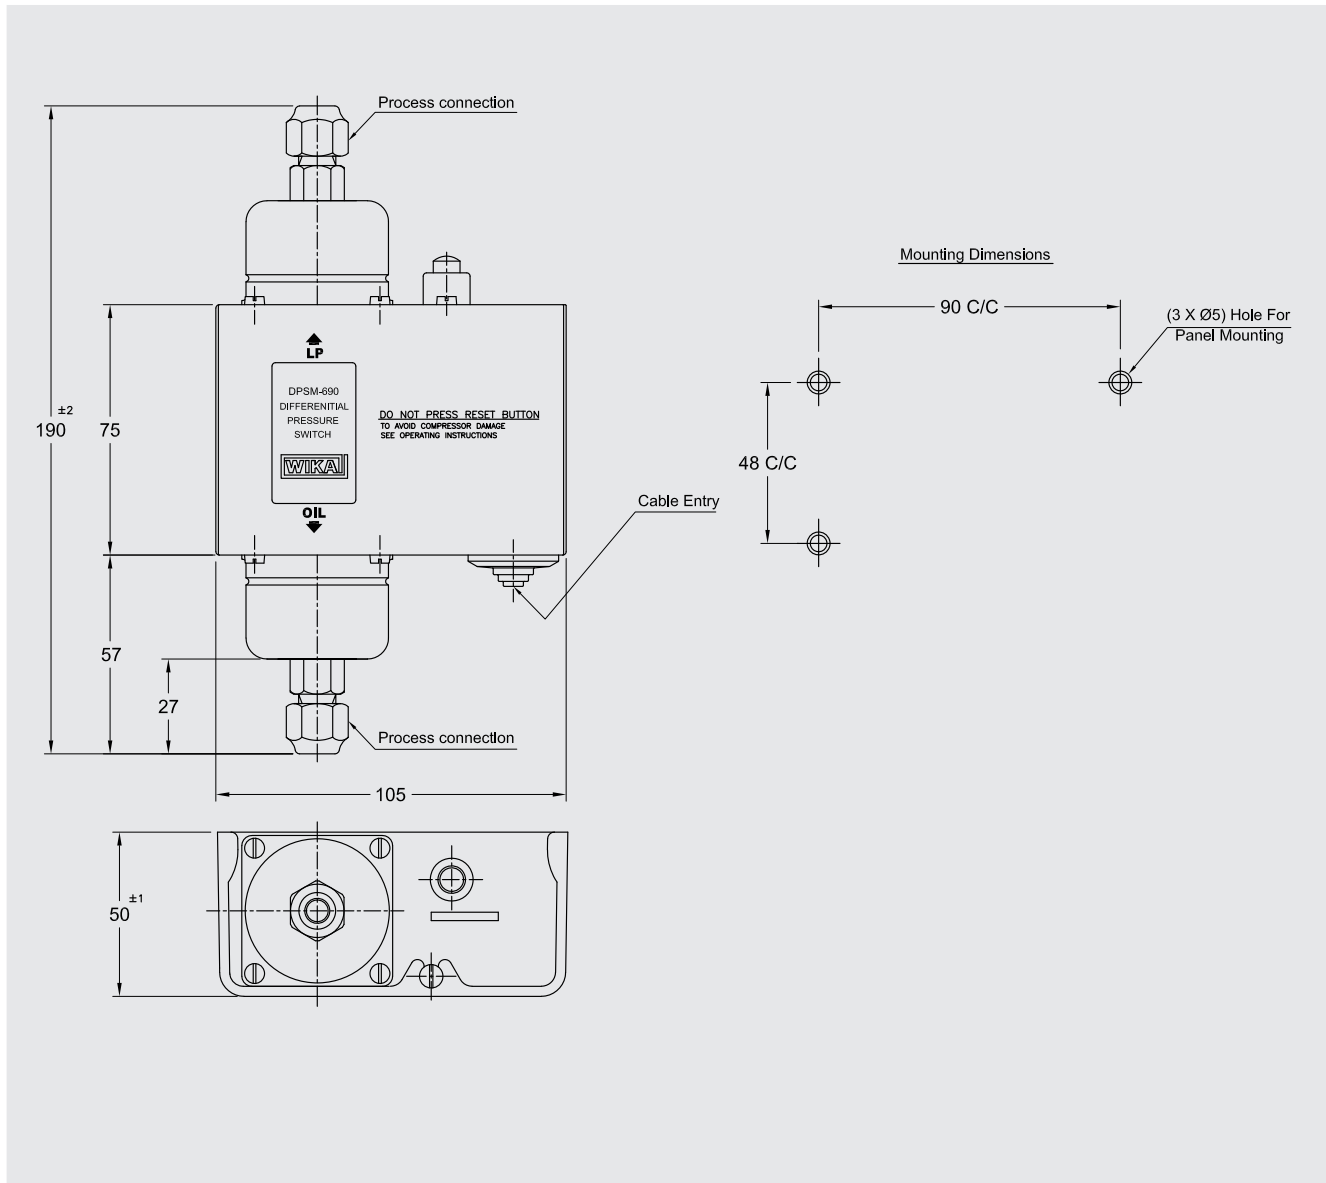 Process connection
Mounting Dimensions
90 C/C
(3 X Ø5) Hole For
Panel Mounting
LP
DPSM-690
DIFFERENITIAL
PRESSURE
SWITCH
WIKA
OIL
DO NOT PRESS RESET BUTTON
TO AVOID COMPRESSOR DAMAGE
SEE OPERATING INSTRUCTIONS
190 ±2
75
48 C/C
Cable Entry
57
27
Process connection
105
50 ±1